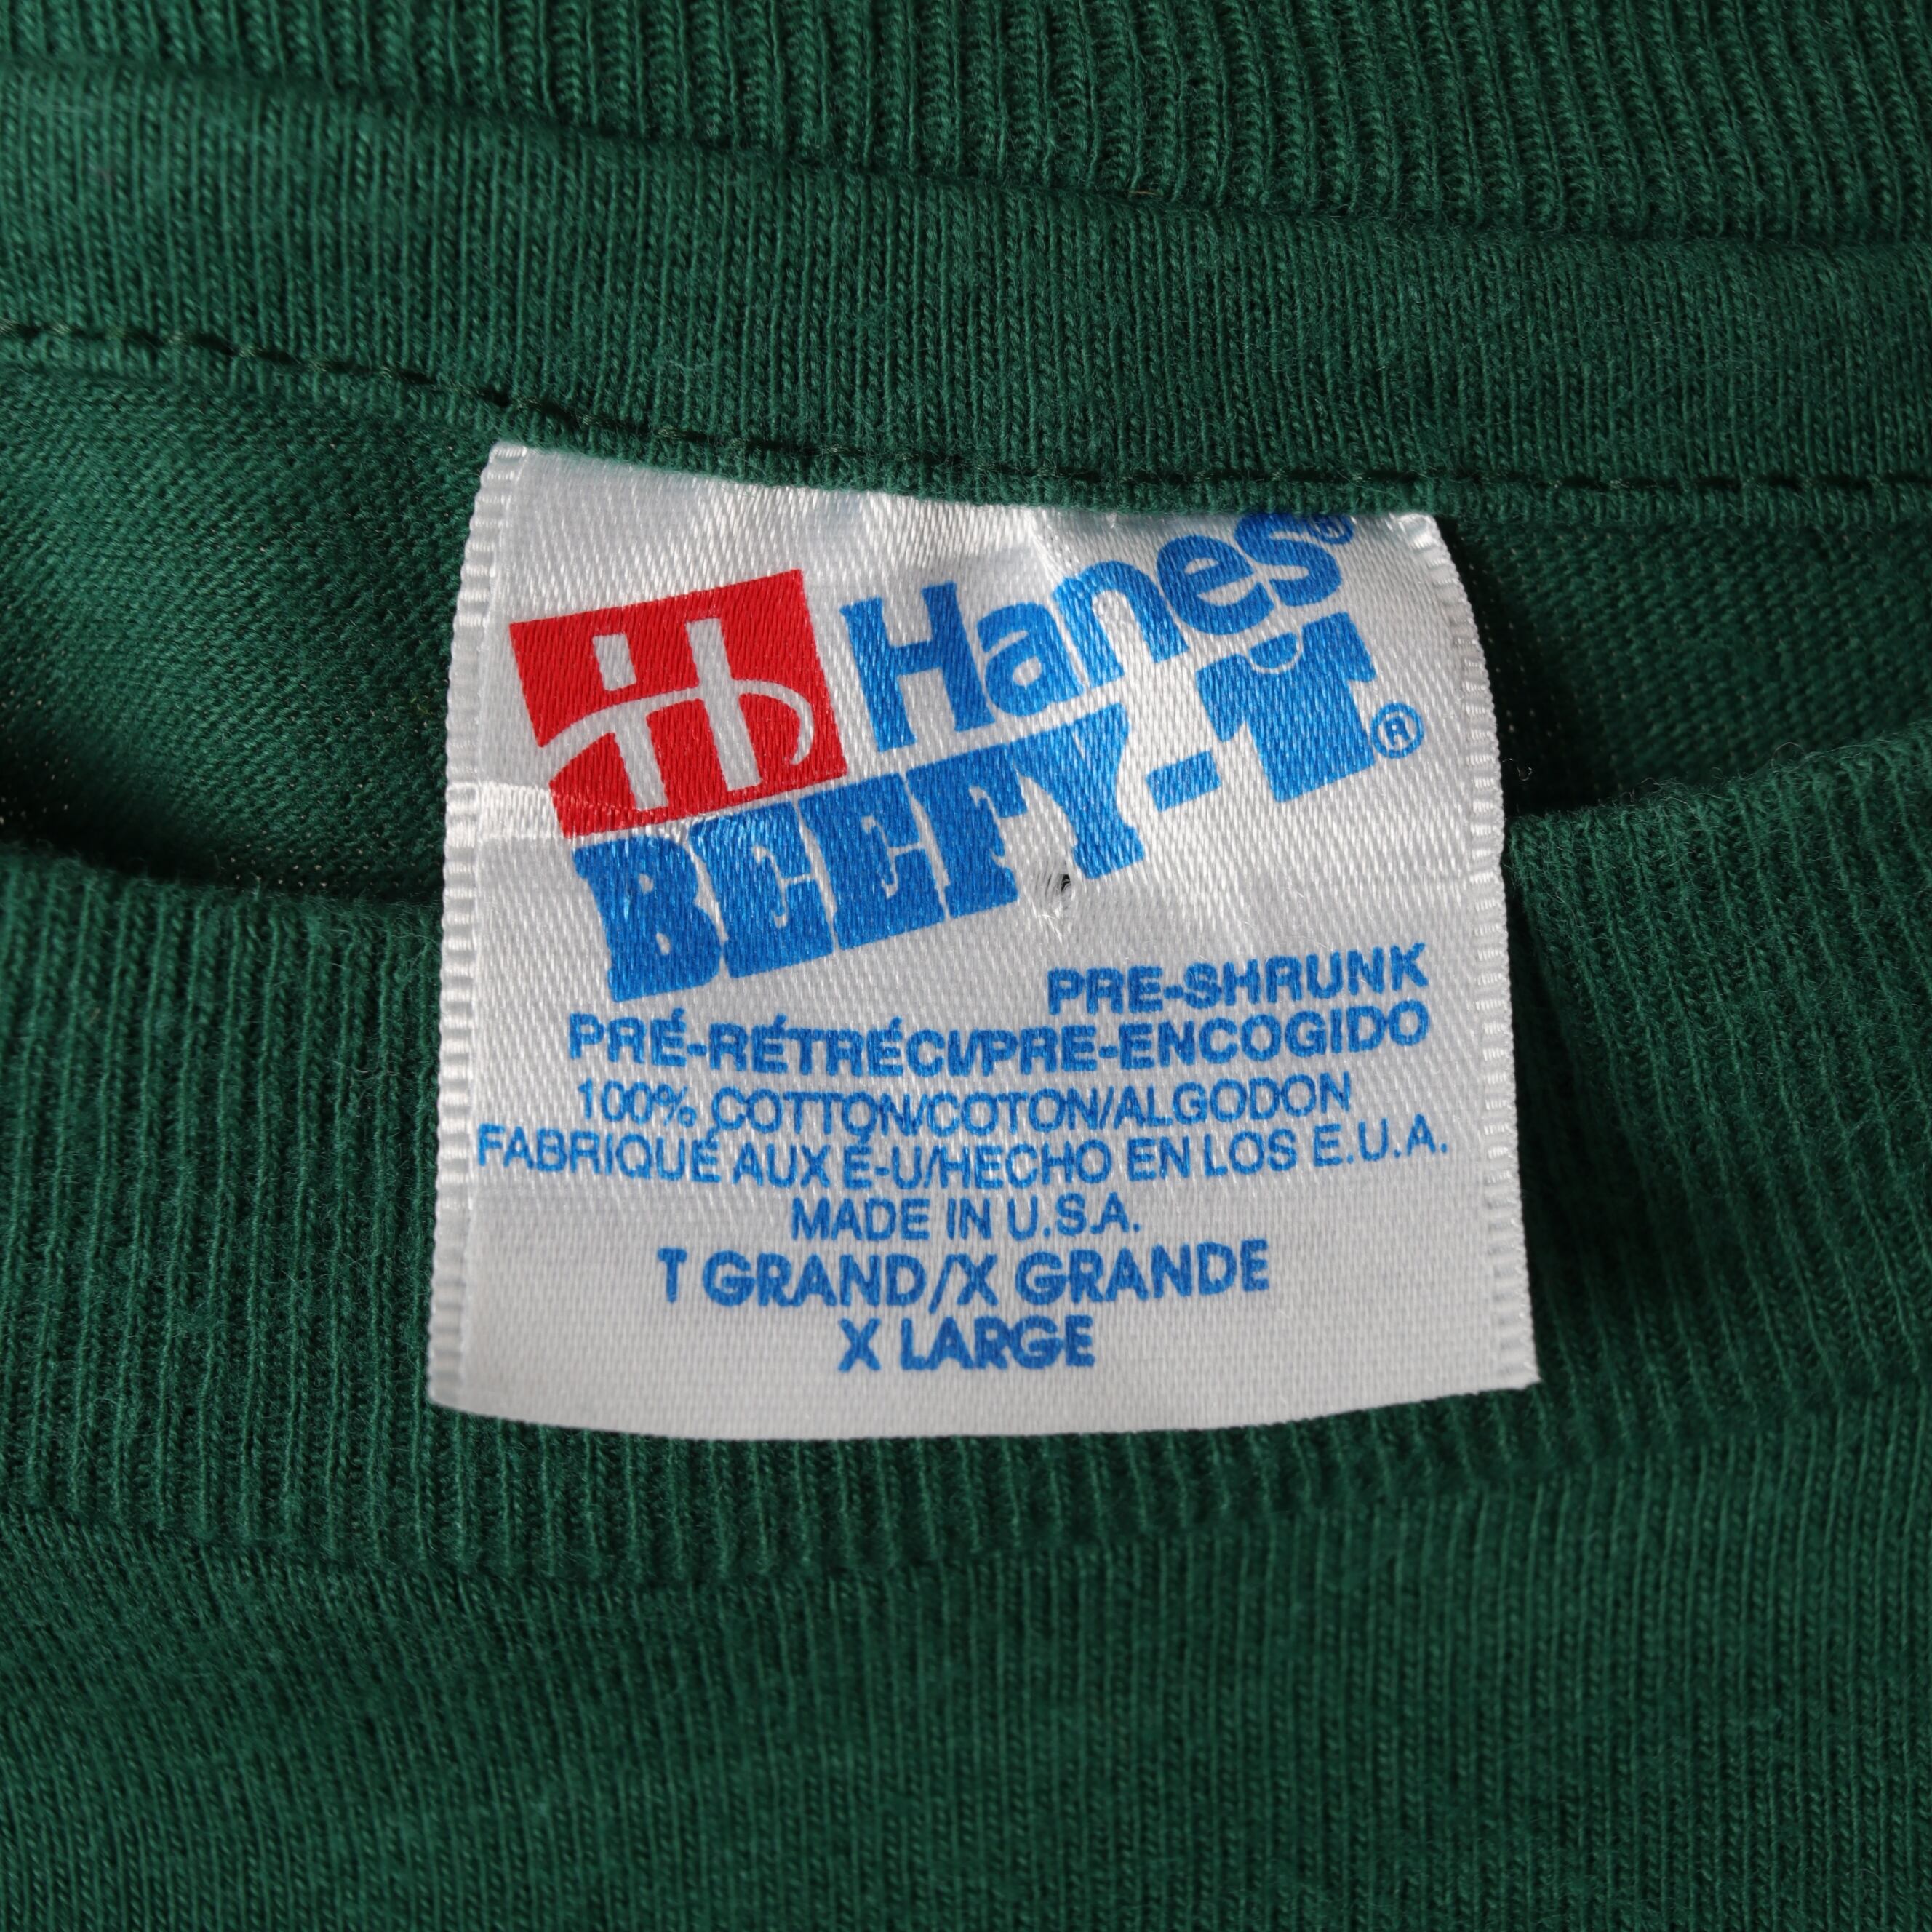 Hanes®
BEEFY-T®
PRE-SHRUNK
PRÉ-RÉTRÉCI/PRE-ENCOGIDO
100% COTTON/COTON/ALGODON
FABRIQUÉ AUX É-U/HECHO EN LOS E.U.A.
MADE IN U.S.A.
T GRAND/X GRANDE
X LARGE